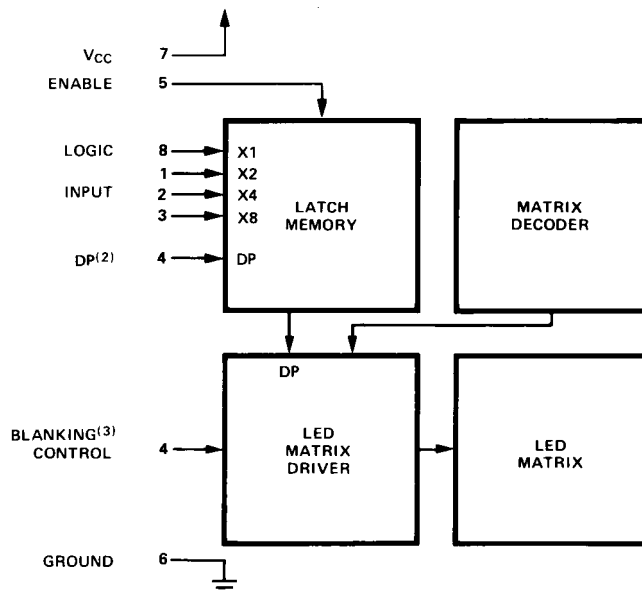 VCC 7
ENABLE 5
LOGIC 8 X1
1 X2
INPUT 2 X4
3 X8
LATCH
MEMORY
MATRIX
DECODER
DP(2) 4 DP
DP
BLANKING(3)
CONTROL 4
LED
MATRIX
DRIVER
LED
MATRIX
GROUND 6